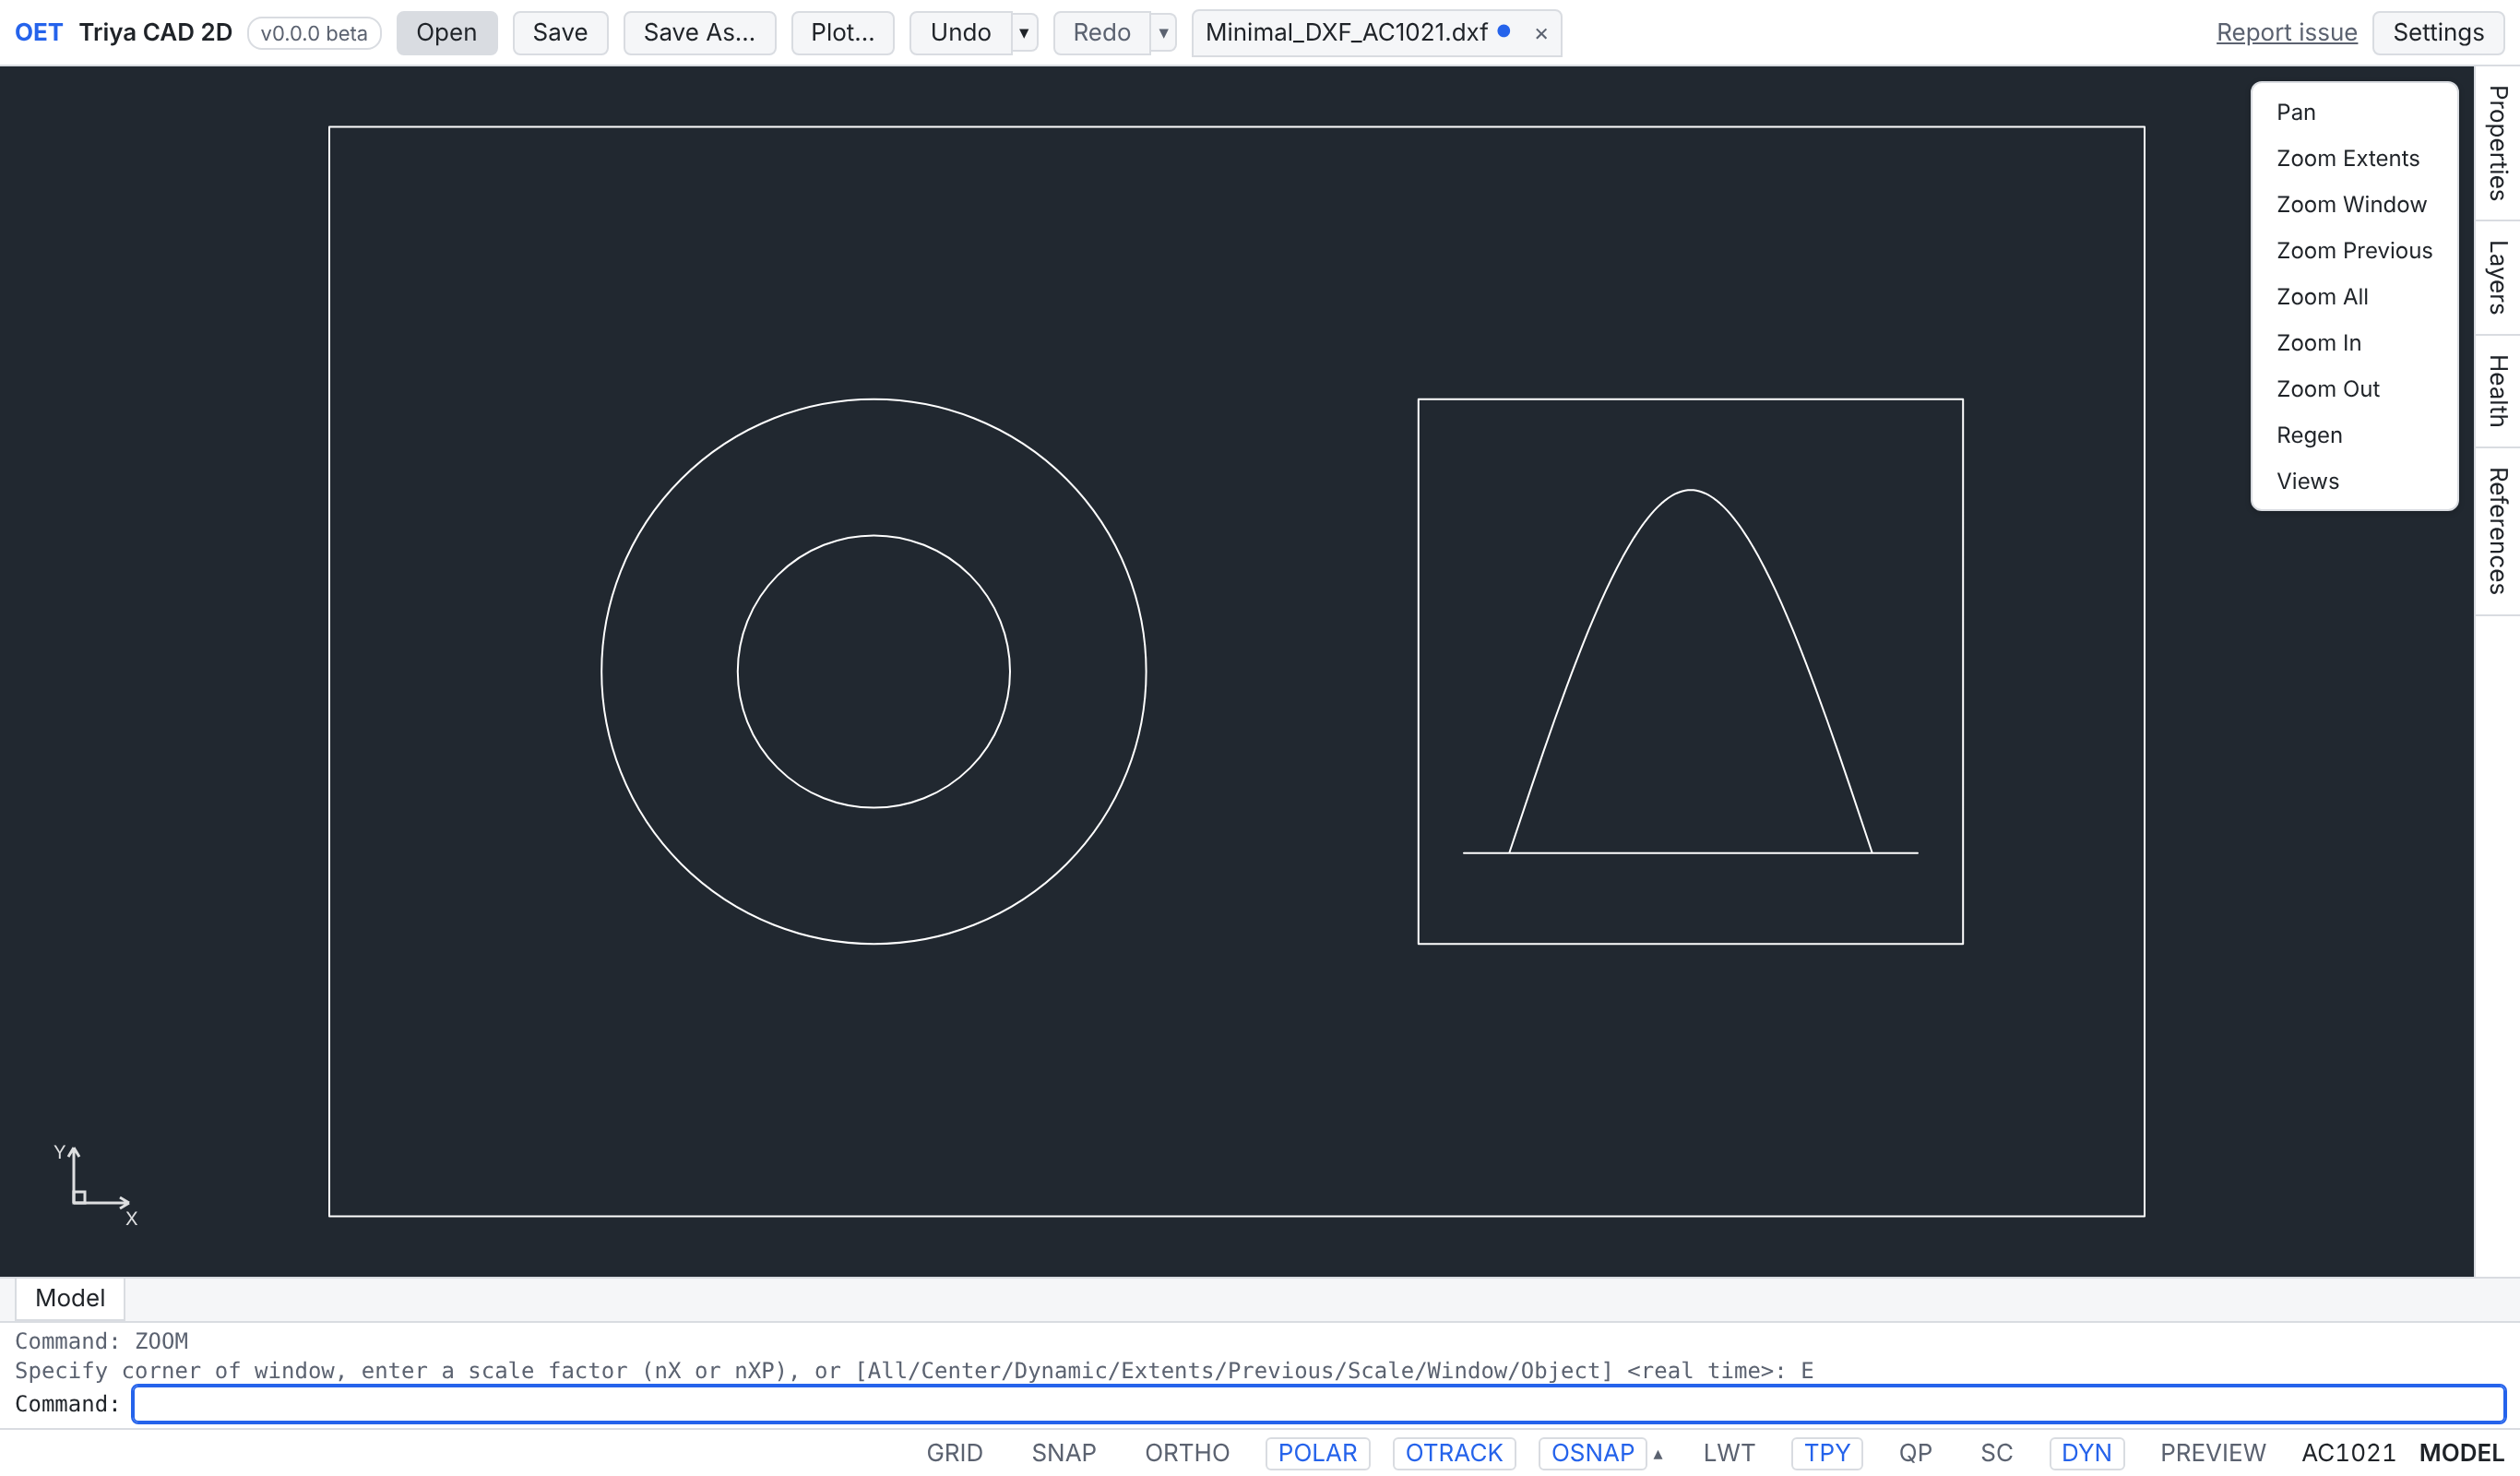 OET Triya CAD 2D v0.0.0 beta Open Save Save As... Plot... Undo ▾ Redo ▾ Minimal_DXF_AC1021.dxf × Report issue Settings
Pan
Zoom Extents
Zoom Window
Zoom Previous
Zoom All
Zoom In
Zoom Out
Regen
Views
Properties
Layers
Health
References
Y
X
Model
Command: ZOOM
Specify corner of window, enter a scale factor (nX or nXP), or [All/Center/Dynamic/Extents/Previous/Scale/Window/Object] <real time>: E
Command:
GRID SNAP ORTHO POLAR OTRACK OSNAP ▴ LWT TPY QP SC DYN PREVIEW AC1021 MODEL